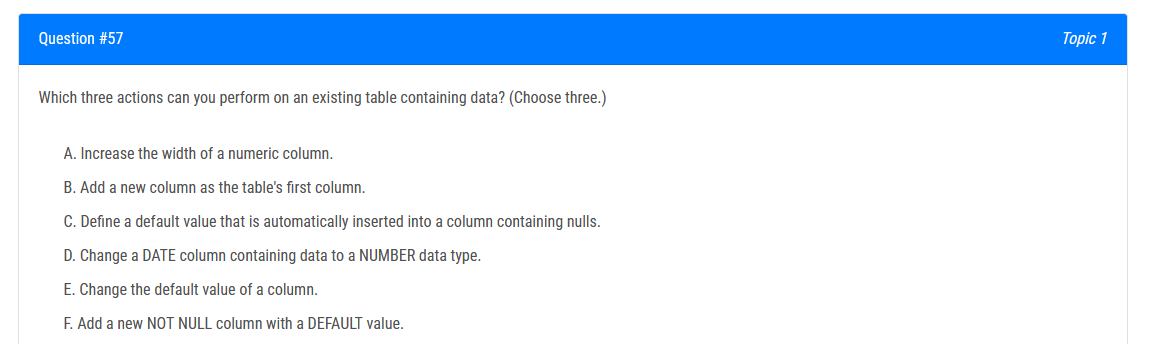 Question #57
Topic 1
Which three actions can you perform on an existing table containing data? (Choose three.)
A. Increase the width of a numeric column.
B. Add a new column as the table's first column.
C. Define a default value that is automatically inserted into a column containing nulls.
D. Change a DATE column containing data to a NUMBER data type.
E. Change the default value of a column.
F. Add a new NOT NULL column with a DEFAULT value.